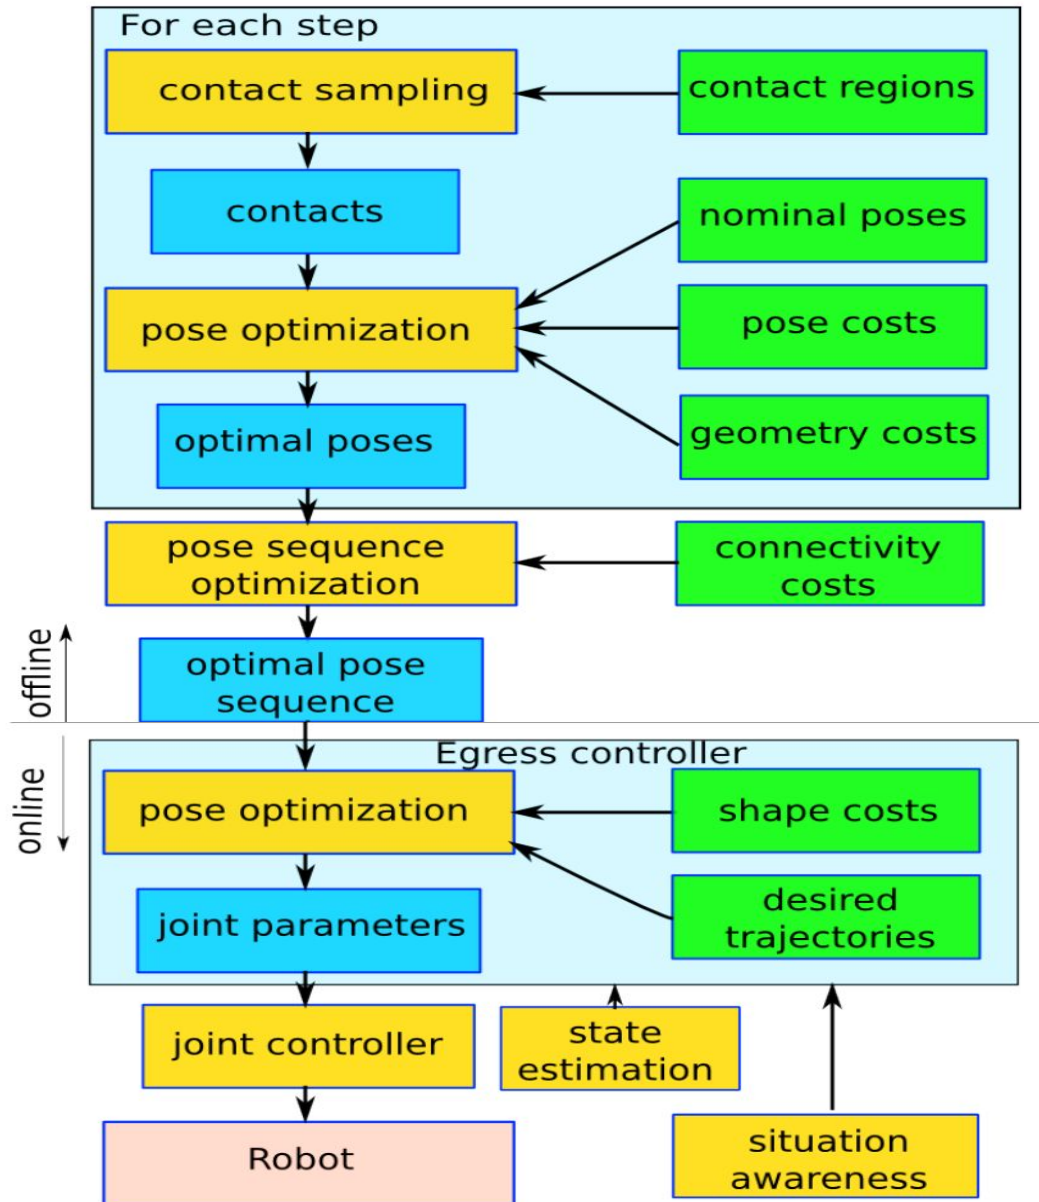 For each step
contact sampling
contact regions
contacts
nominal poses
pose optimization
pose costs
optimal poses
geometry costs
pose sequence
optimization
connectivity
costs
offline
optimal pose
sequence
online
Egress controller
pose optimization
shape costs
joint parameters
desired
trajectories
joint controller
state
estimation
Robot
situation
awareness